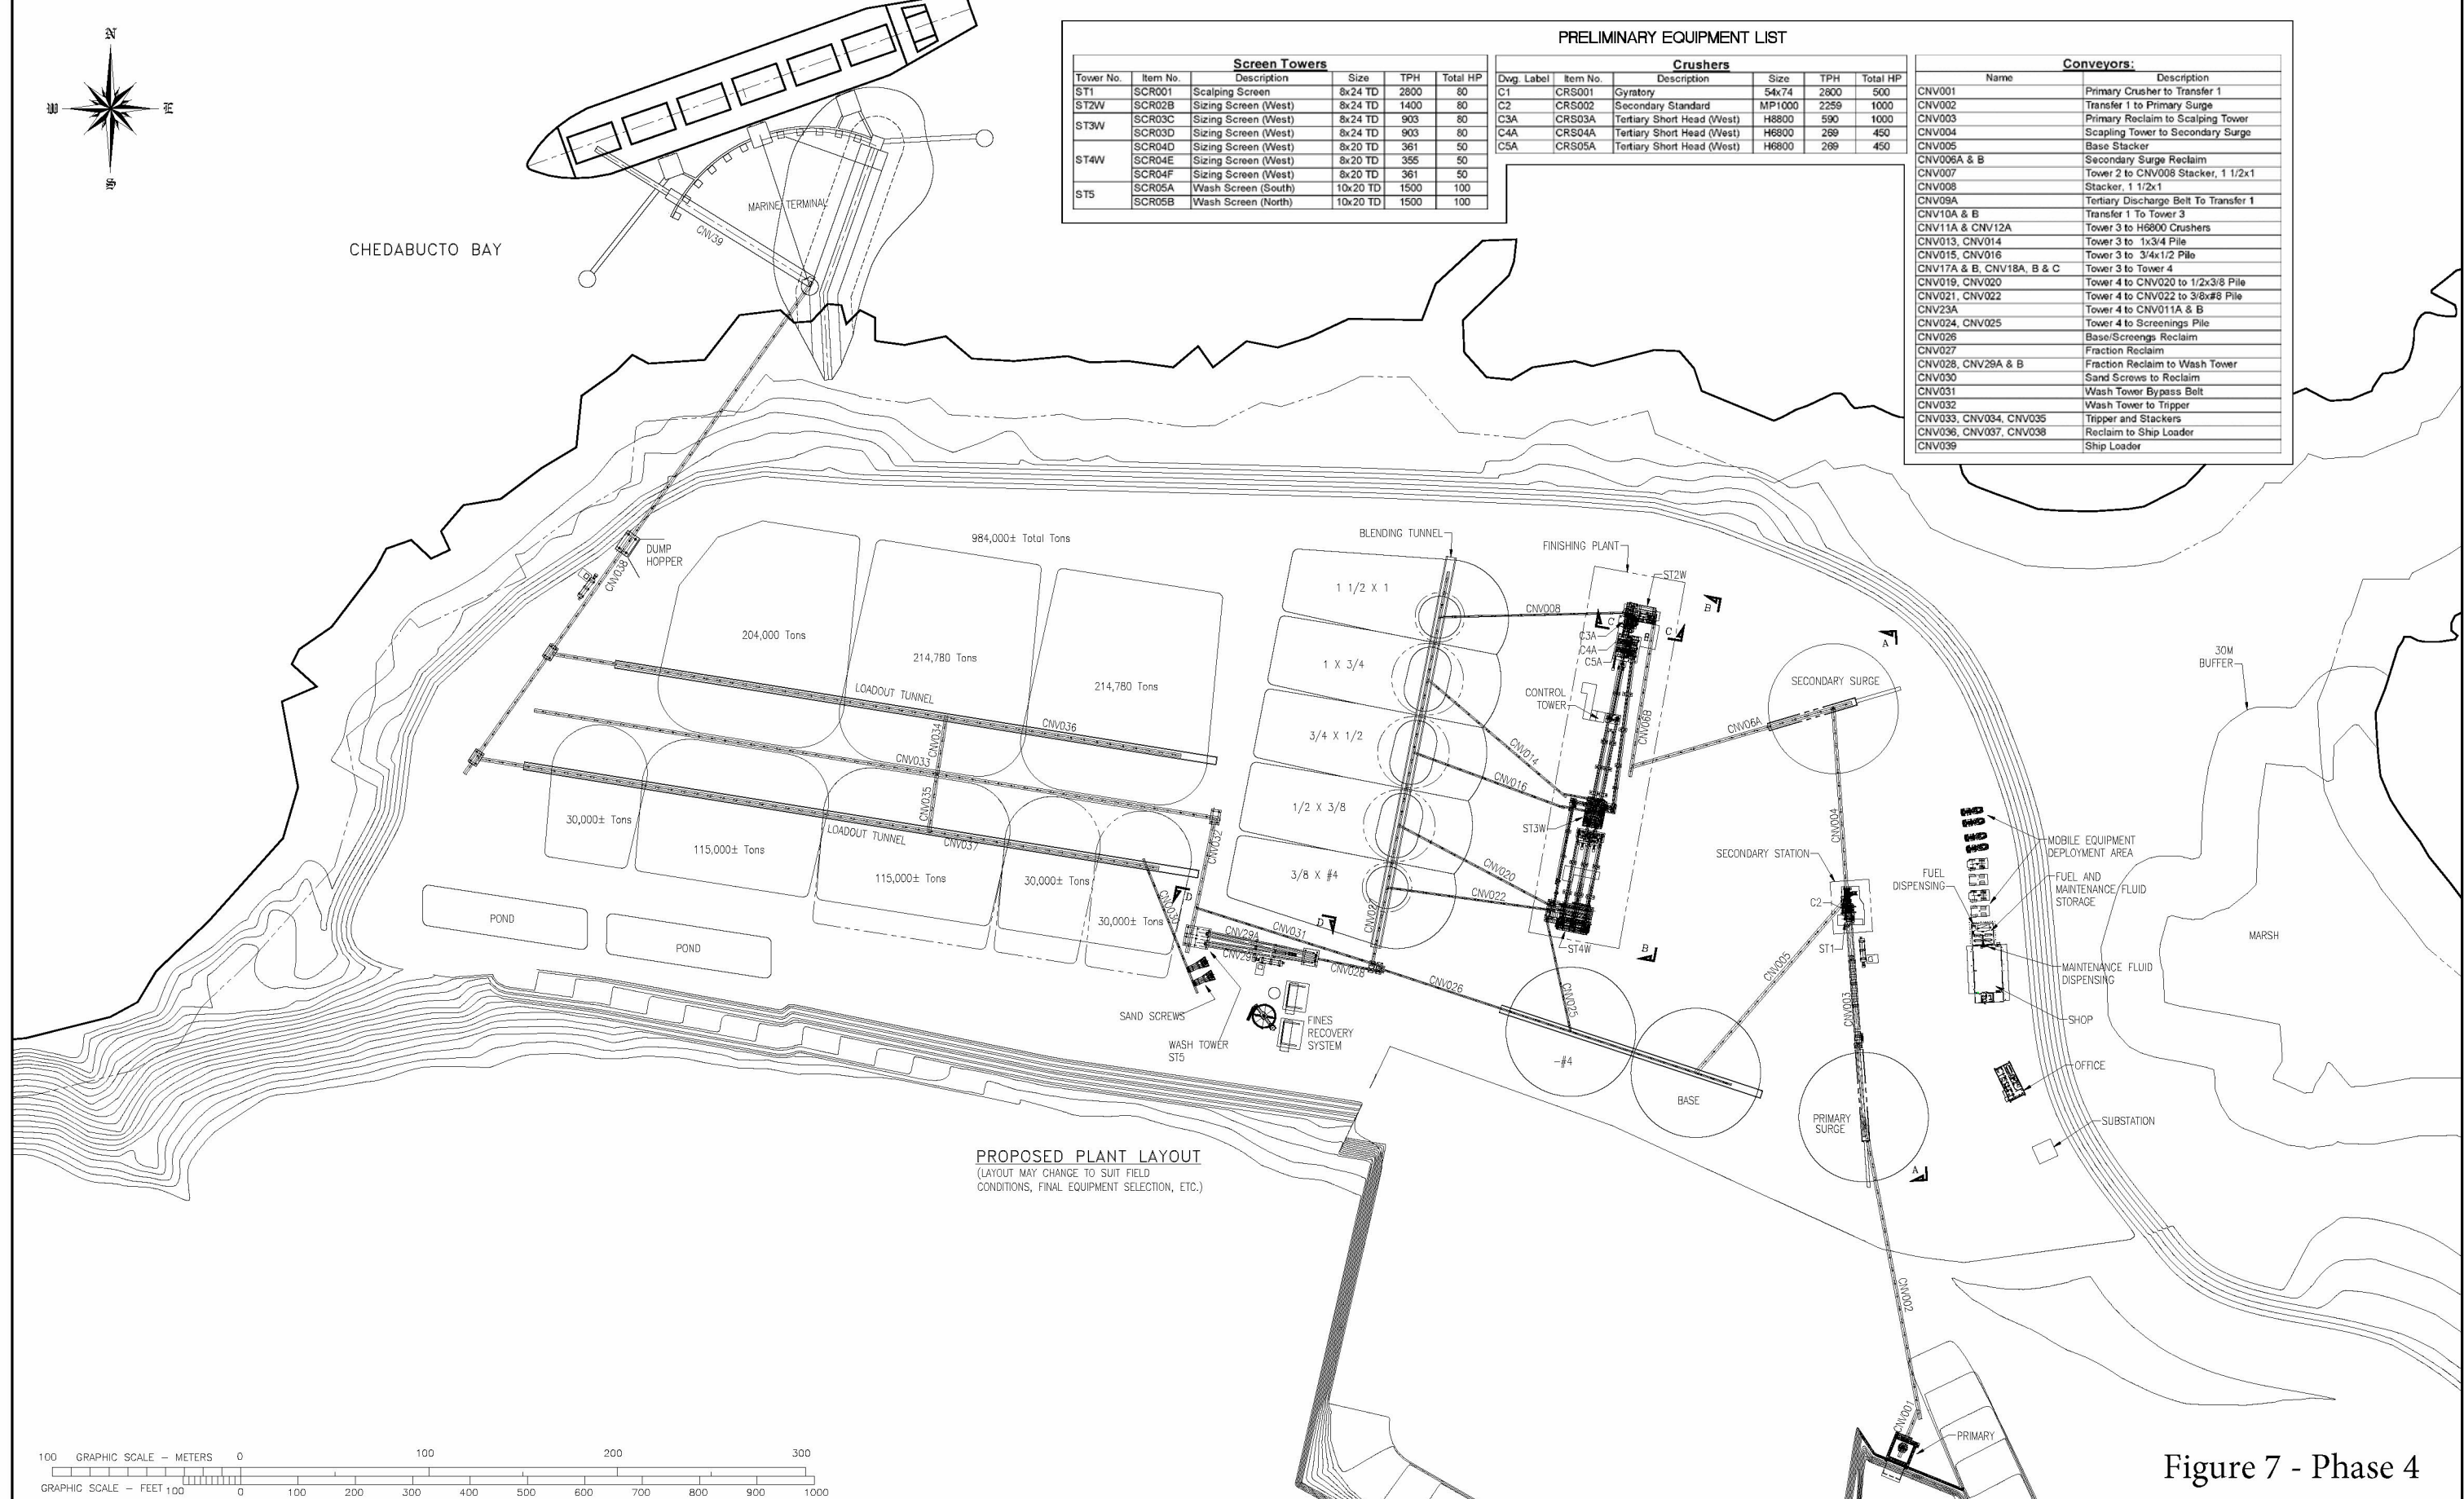 N
W
E
S
CHEDABUCTO BAY
MARINE TERMINAL
CNV39
PRELIMINARY EQUIPMENT LIST
Screen Towers
Tower No. Item No. Description Size TPH Total HP
ST1 SCR001 Scalping Screen 8x24 TD 2800 80
ST2W SCR02B Sizing Screen (West) 8x24 TD 1400 80
ST3W SCR03C Sizing Screen (West) 8x24 TD 903 80
SCR03D Sizing Screen (West) 8x24 TD 903 80
ST4W SCR04D Sizing Screen (West) 8x20 TD 361 50
SCR04E Sizing Screen (West) 8x20 TD 355 50
SCR04F Sizing Screen (West) 8x20 TD 361 50
ST5 SCR05A Wash Screen (South) 10x20 TD 1500 100
SCR05B Wash Screen (North) 10x20 TD 1500 100
Crushers
Dwg. Label Item No. Description Size TPH Total HP
C1 CRS001 Gyratory 54x74 2800 500
C2 CRS002 Secondary Standard MP1000 2259 1000
C3A CRS03A Tertiary Short Head (West) H8800 590 1000
C4A CRS04A Tertiary Short Head (West) H6800 269 450
C5A CRS05A Tertiary Short Head (West) H6800 269 450
Conveyors:
Name Description
CNV001 Primary Crusher to Transfer 1
CNV002 Transfer 1 to Primary Surge
CNV003 Primary Reclaim to Scalping Tower
CNV004 Scapling Tower to Secondary Surge
CNV005 Base Stacker
CNV006A & B Secondary Surge Reclaim
CNV007 Tower 2 to CNV008 Stacker, 1 1/2x1
CNV008 Stacker, 1 1/2x1
CNV09A Tertiary Discharge Belt To Transfer 1
CNV10A & B Transfer 1 To Tower 3
CNV11A & CNV12A Tower 3 to H6800 Crushers
CNV013, CNV014 Tower 3 to 1x3/4 Pile
CNV015, CNV016 Tower 3 to 3/4x1/2 Pile
CNV17A & B, CNV18A, B & C Tower 3 to Tower 4
CNV019, CNV020 Tower 4 to CNV020 to 1/2x3/8 Pile
CNV021, CNV022 Tower 4 to CNV022 to 3/8x#8 Pile
CNV23A Tower 4 to CNV011A & B
CNV024, CNV025 Tower 4 to Screenings Pile
CNV026 Base/Screengs Reclaim
CNV027 Fraction Reclaim
CNV028, CNV29A & B Fraction Reclaim to Wash Tower
CNV030 Sand Screws to Reclaim
CNV031 Wash Tower Bypass Belt
CNV032 Wash Tower to Tripper
CNV033, CNV034, CNV035 Tripper and Stackers
CNV036, CNV037, CNV038 Reclaim to Ship Loader
CNV039 Ship Loader
DUMP
HOPPER
CNV038
984,000± Total Tons
204,000 Tons
214,780 Tons
214,780 Tons
LOADOUT TUNNEL
CNV036
CNV034
CNV033
CNV035
LOADOUT TUNNEL
CNV037
CNV032
30,000± Tons
115,000± Tons
115,000± Tons
30,000± Tons
30,000± Tons
POND
POND
CNV030
D
D
CNV031
CNV29A
CNV29B
CNV028
CNV027
CNV026
SAND SCREWS
WASH TOWER
ST5
FINES
RECOVERY
SYSTEM
BLENDING TUNNEL
1 1/2 X 1
1 X 3/4
3/4 X 1/2
1/2 X 3/8
3/8 X #4
FINISHING PLANT
ST2W
CNV008
C3A
C4A
C5A
C
C
B
B
B
CONTROL
TOWER
CNV06B
CNV014
CNV016
ST3W
CNV020
CNV022
ST4W
CNV025
-#4
BASE
CNV005
SECONDARY SURGE
A
CNV06A
CNV004
SECONDARY STATION
C2
ST1
CNV003
PRIMARY
SURGE
A
CNV002
CNV001
PRIMARY
FUEL
DISPENSING
MOBILE EQUIPMENT
DEPLOYMENT AREA
FUEL AND
MAINTENANCE FLUID
STORAGE
MAINTENANCE FLUID
DISPENSING
SHOP
OFFICE
SUBSTATION
30M
BUFFER
MARSH
PROPOSED PLANT LAYOUT
(LAYOUT MAY CHANGE TO SUIT FIELD
CONDITIONS, FINAL EQUIPMENT SELECTION, ETC.)
100 GRAPHIC SCALE – METERS 0 100 200 300
GRAPHIC SCALE – FEET 100 0 100 200 300 400 500 600 700 800 900 1000
Figure 7 - Phase 4